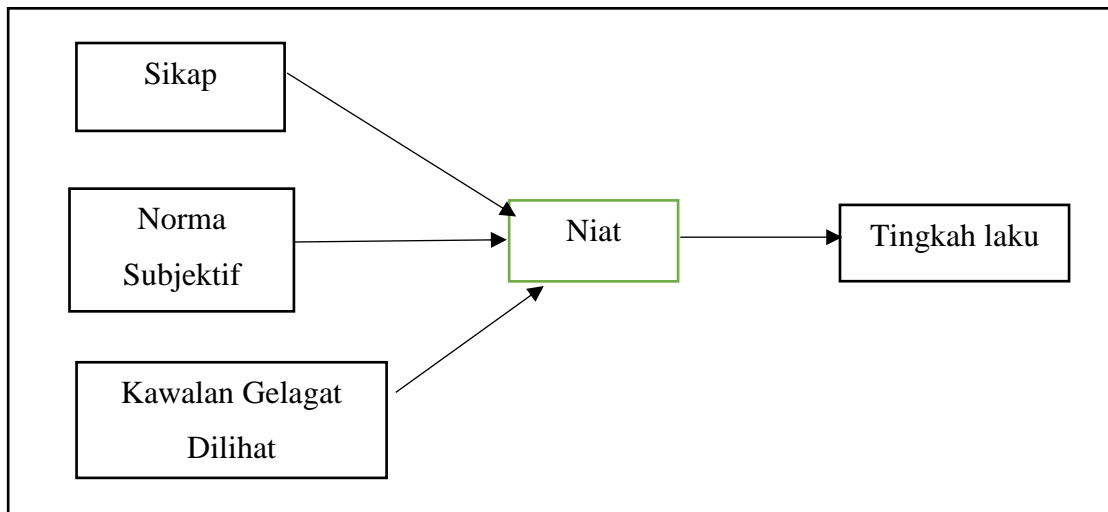 Sikap
Norma
Subjektif
Niat
Tingkah laku
Kawalan Gelagat
Dilihat